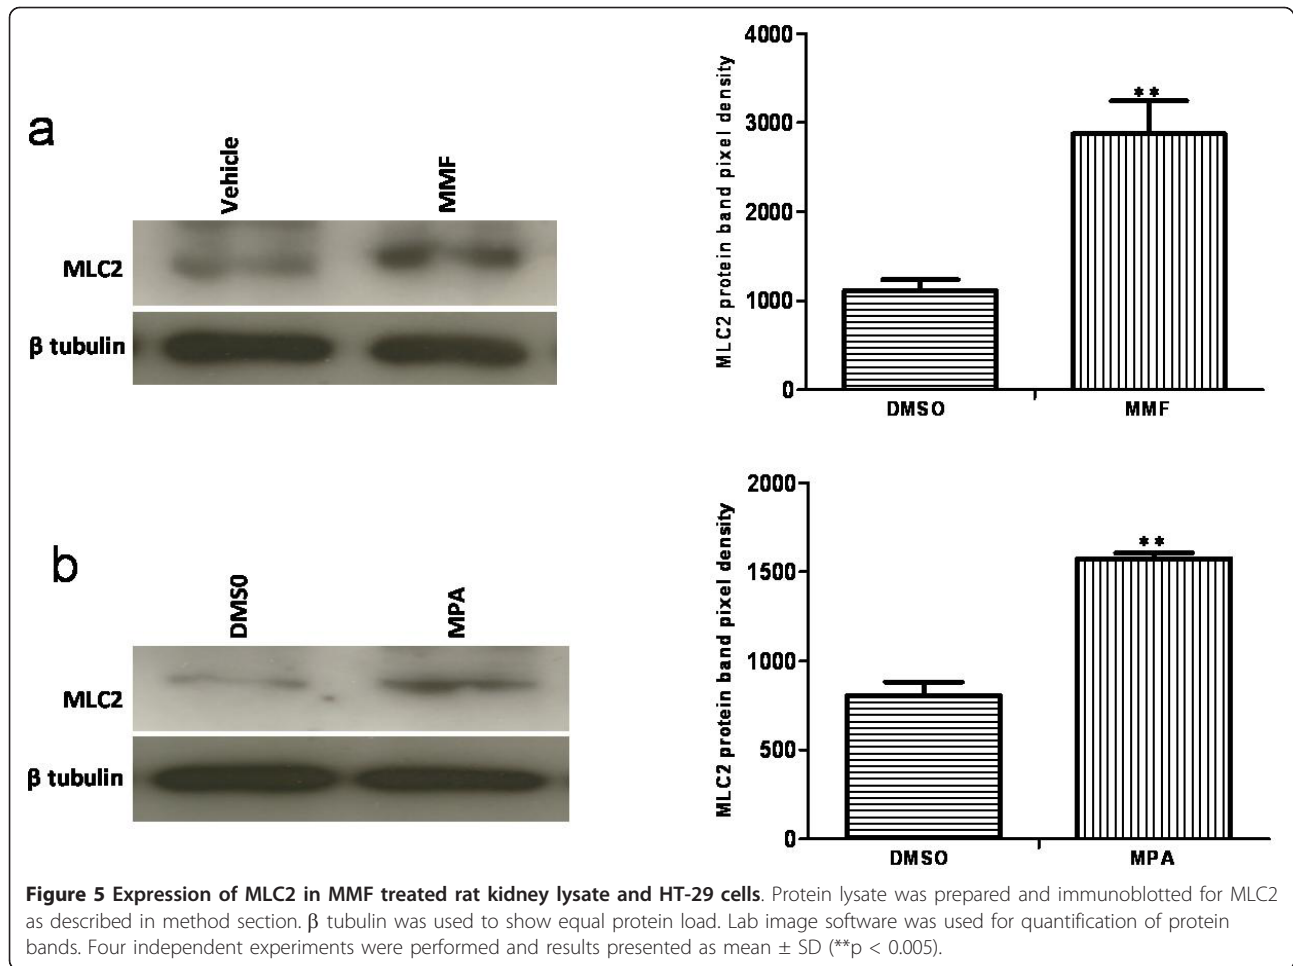 a
Vehicle
MMF
MLC2
β tubulin
MLC2 protein band pixel density
4000
3000
2000
1000
0
**
DMSO
MMF
b
DMS0
MPA
MLC2
β tubulin
MLC2 protein band pixel density
2000
1500
1000
500
0
**
DMSO
MPA
Figure 5 Expression of MLC2 in MMF treated rat kidney lysate and HT-29 cells. Protein lysate was prepared and immunoblotted for MLC2
as described in method section. β tubulin was used to show equal protein load. Lab image software was used for quantification of protein
bands. Four independent experiments were performed and results presented as mean ± SD (**p < 0.005).